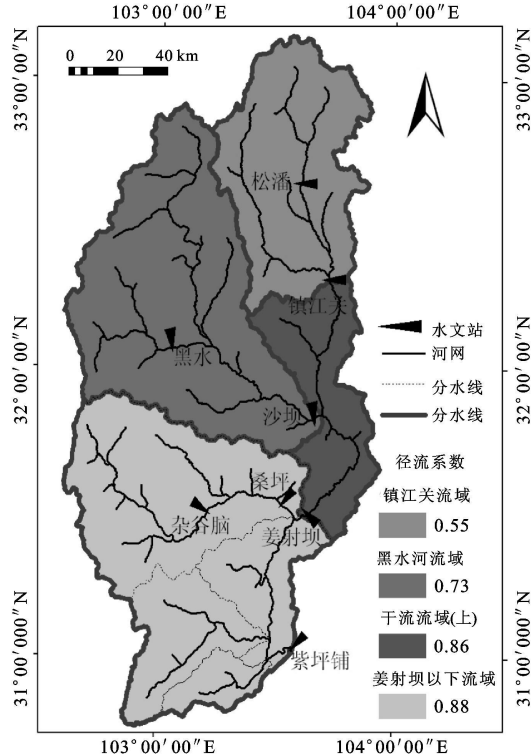 103°00′00″E
104°00′00″E
0 20 40 km
33°00′00″N
33°00′00″N
松潘
镇江关
水文站
黑水
河网
32°00′00″N
32°00′00″N
分水线
沙坝
分水线
径流系数
桑坪
镇江关流域
杂谷脑
姜射坝
0.55
黑水河流域
0.73
干流流域(上)
紫坪铺
0.86
31°00′000″N
31°00′000″N
姜射坝以下流域
0.88
103°00′00″E
104°00′00″E